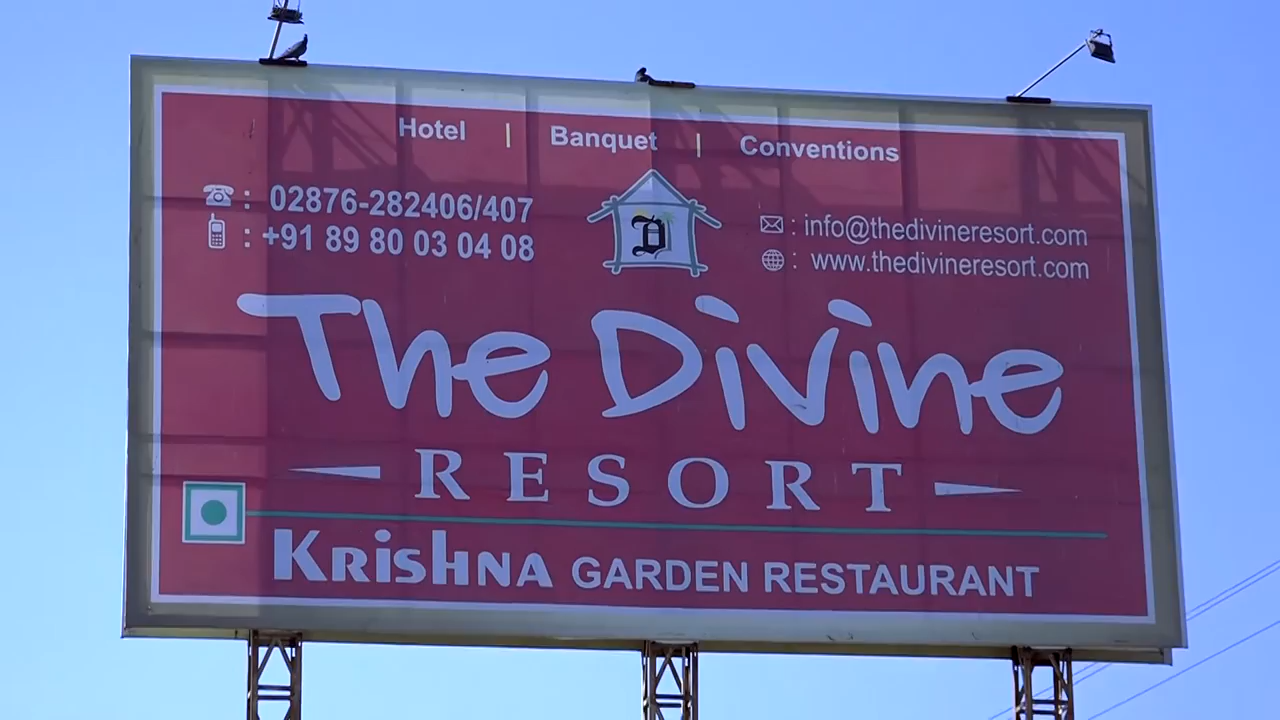 Hotel | Banquet | Conventions
: 02876-282406/407
: +91 89 80 03 04 08
D
: info@thedivineresort.com
: www.thedivineresort.com
The Divine
RESORT
Krishna GARDEN RESTAURANT